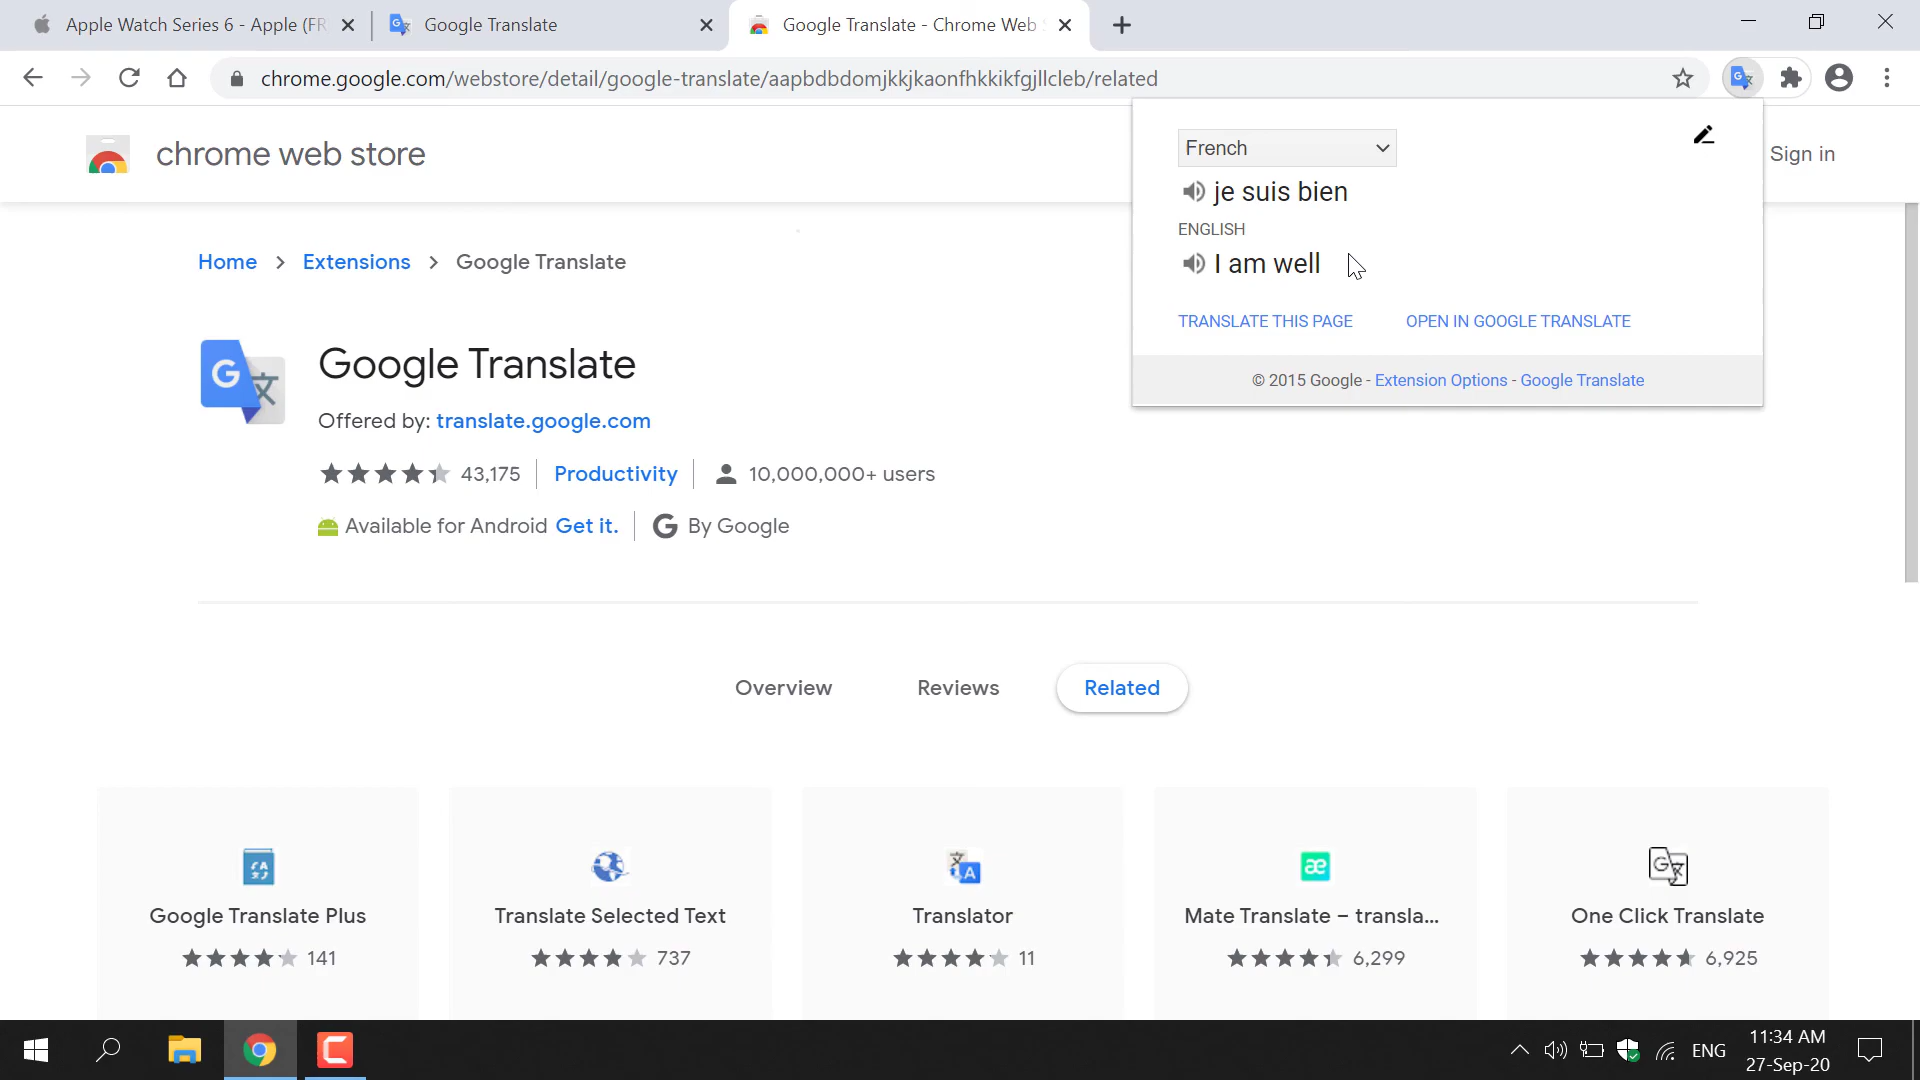 Apple Watch Series 6 - Apple (FR
Google Translate
Google Translate - Chrome Web S
chrome.google.com/webstore/detail/google-translate/aapbdbdomjkkjkaonfhkkikfgjllcleb/related
chrome web store
Sign in
French
je suis bien
ENGLISH
I am well
TRANSLATE THIS PAGE
OPEN IN GOOGLE TRANSLATE
© 2015 Google - Extension Options - Google Translate
Home > Extensions > Google Translate
Google Translate
Offered by: translate.google.com
43,175
Productivity
10,000,000+ users
Available for Android Get it.
By Google
Overview
Reviews
Related
Google Translate Plus
141
Translate Selected Text
737
Translator
11
Mate Translate – transla...
6,299
One Click Translate
6,925
ENG
11:34 AM
27-Sep-20